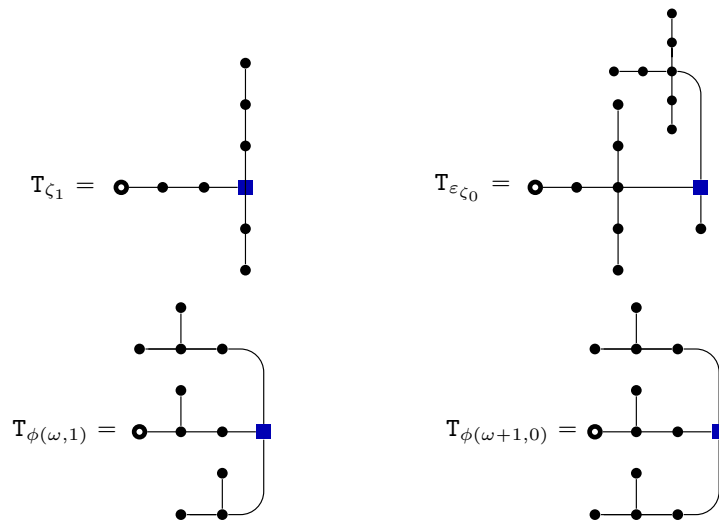 T_{ζ_1} =
T_{ε_{ζ_0}} =
T_{ϕ(ω,1)} =
T_{ϕ(ω+1,0)} =